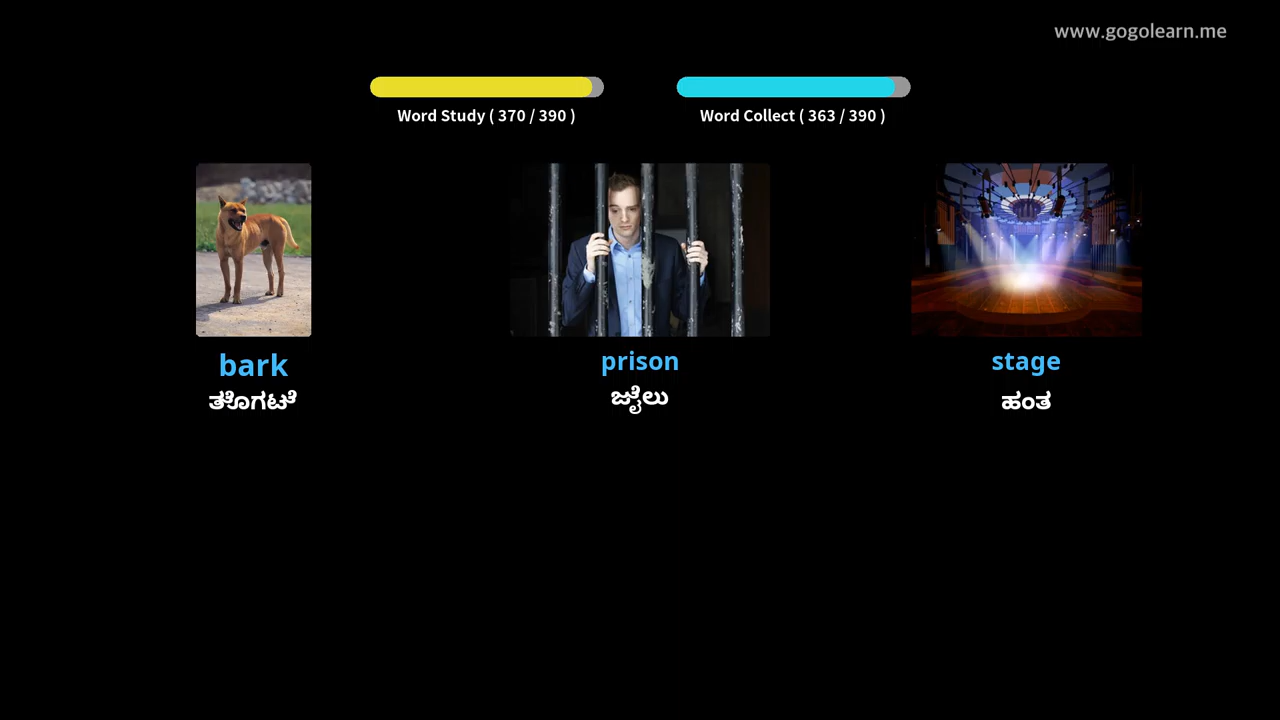 www.gogolearn.me
Word Study ( 370 / 390 )
Word Collect ( 363 / 390 )
bark
prison
stage
ತೊಗಟೆ
ಜೈಲು
ಹಂತ